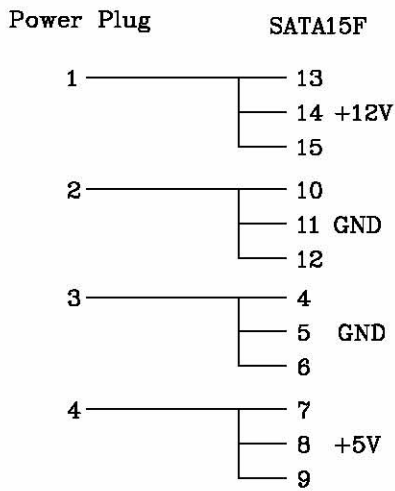 Power Plug SATA15F
1 13
14 +12V
15
2 10
11 GND
12
3 4
5 GND
6
4 7
8 +5V
9